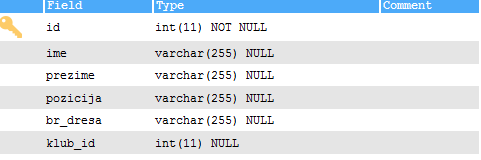 Field Type Comment
id int(11) NOT NULL
ime varchar(255) NULL
prezime varchar(255) NULL
pozicija varchar(255) NULL
br_dresa varchar(255) NULL
klub_id int(11) NULL